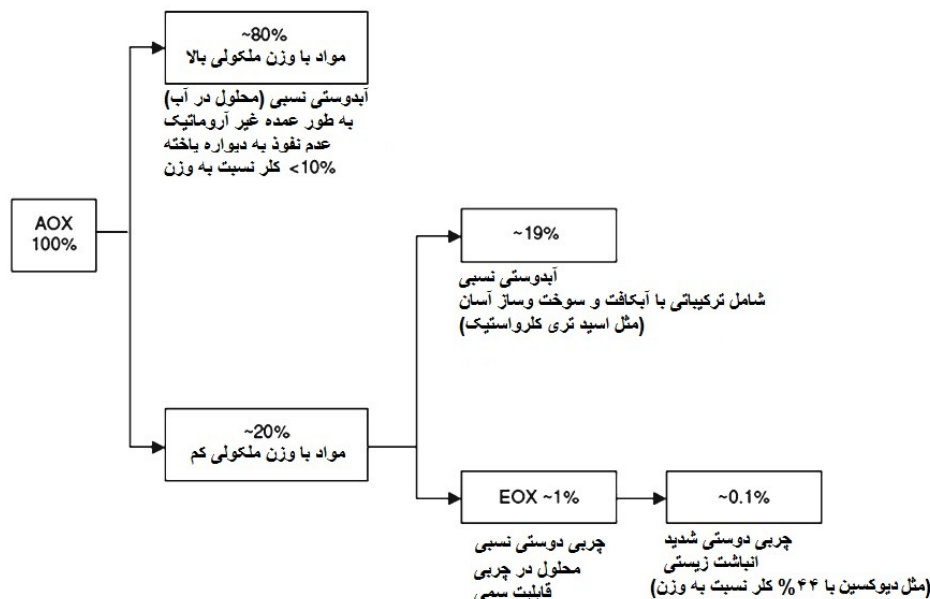 ~80%
مواد با وزن ملکولی بالا
آبدوستی نسبی (محلول در آب)
به طور عمده غیر آروماتیک
عدم نفوذ به دیواره یاخته
<10% کلر نسبت به وزن
AOX
100%
~19%
آبدوستی نسبی
شامل ترکیباتی با آبکافت و سوخت وساز آسان
(مثل اسید تری کلرواستیک)
~20%
مواد با وزن ملکولی کم
EOX ~1%
چربی دوستی نسبی
محلول در چربی
قابلیت سمی
~0.1%
چربی دوستی شدید
انباشت زیستی
(مثل دیوکسین با ۴۴% کلر نسبت به وزن)